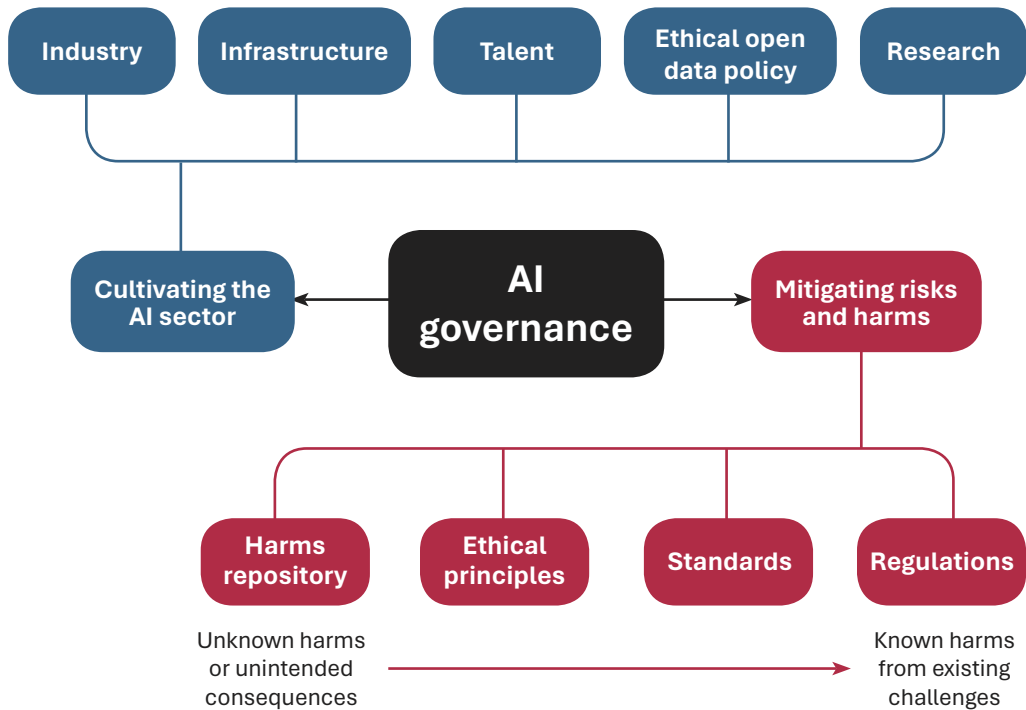 Industry
Infrastructure
Talent
Ethical open
data policy
Research
Cultivating the
AI sector
AI
governance
Mitigating risks
and harms
Harms
repository
Ethical
principles
Standards
Regulations
Unknown harms
or unintended
consequences
Known harms
from existing
challenges